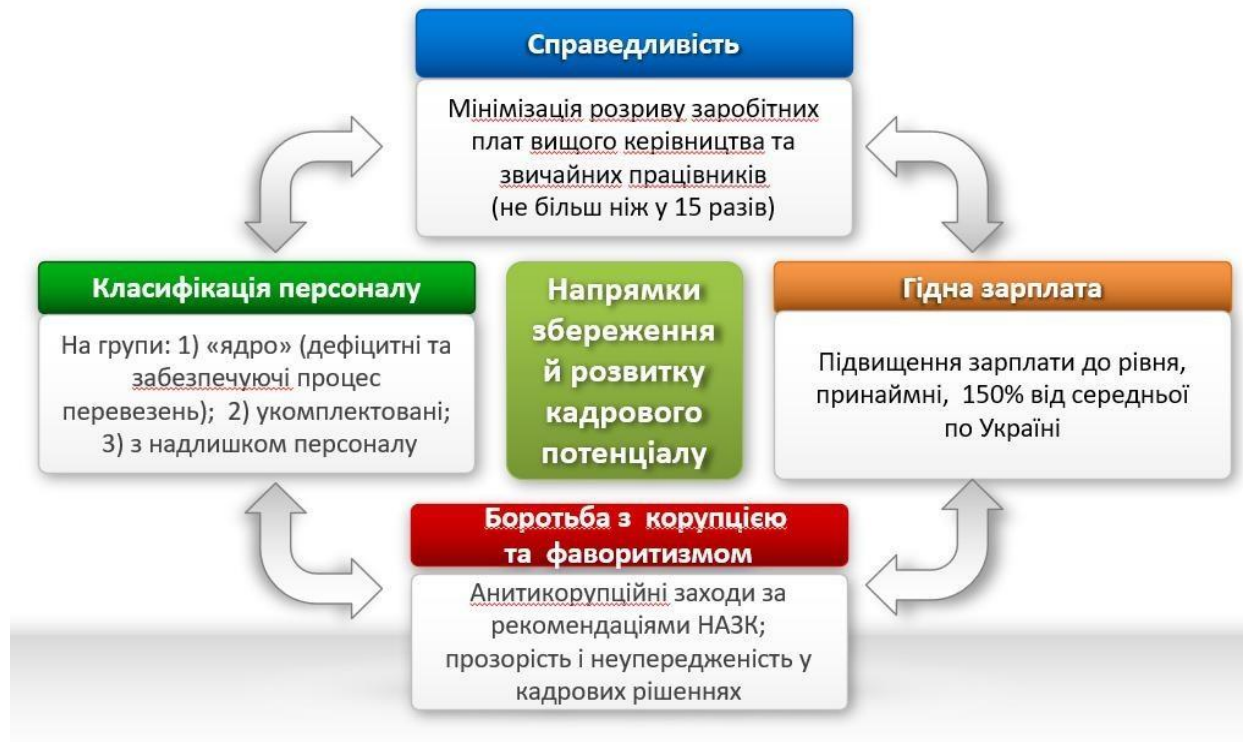 Справедливість
Мінімізація розриву заробітних
плат вищого керівництва та
звичайних працівників
(не більш ніж у 15 разів)
Класифікація персоналу
На групи: 1) «ядро» (дефіцитні та
забезпечуючі процес
перевезень); 2) укомплектовані;
3) з надлишком персоналу
Напрямки
збереження
й розвитку
кадрового
потенціалу
Гідна зарплата
Підвищення зарплати до рівня,
принаймні, 150% від середньої
по Україні
Боротьба з корупцією
та фаворитизмом
Анитикорупційні заходи за
рекомендаціями НАЗК;
прозорість і неупередженість у
кадрових рішеннях